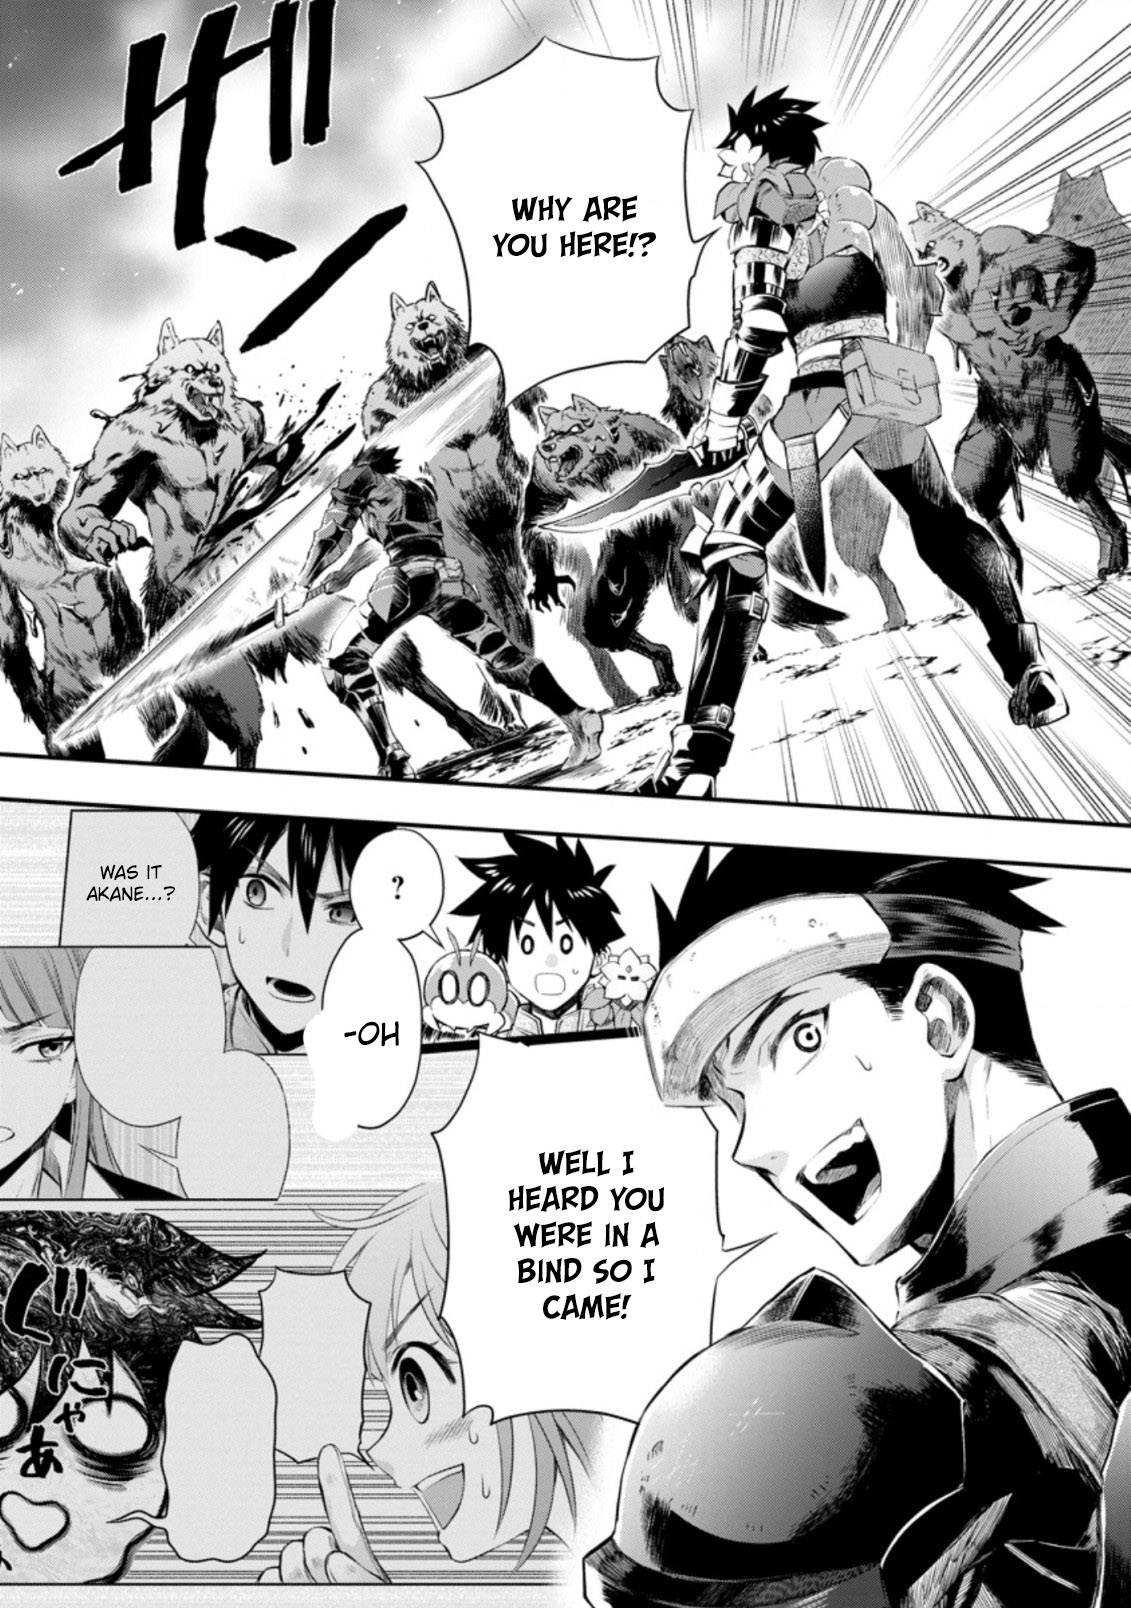 ザ
ザン
WHY ARE
YOU HERE!?
WELL I
HEARD YOU
WERE IN A
BIND SO I
CAME!
?
-OH
WAS IT
AKANE...?
ぐにゃあ